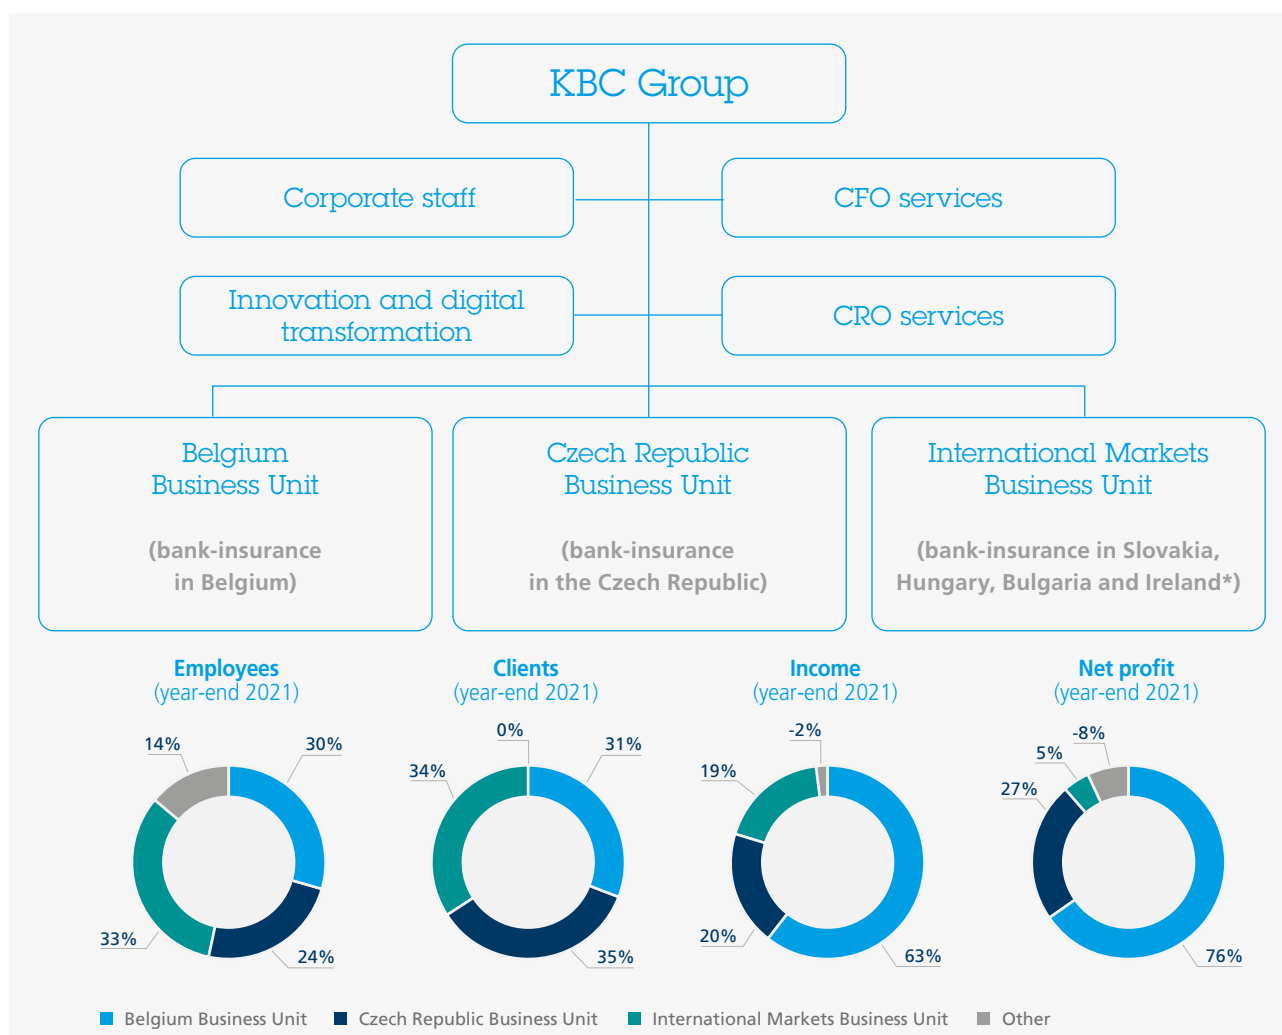 KBC Group
Corporate staff
CFO services
Innovation and digital
transformation
CRO services
Belgium
Business Unit
(bank-insurance
in Belgium)
Czech Republic
Business Unit
(bank-insurance
in the Czech Republic)
International Markets
Business Unit
(bank-insurance in Slovakia,
Hungary, Bulgaria and Ireland*)
Employees
(year-end 2021)
14%
30%
33%
24%
Clients
(year-end 2021)
0%
31%
34%
35%
Income
(year-end 2021)
-2%
19%
20%
63%
Net profit
(year-end 2021)
-8%
5%
27%
76%
Belgium Business Unit
Czech Republic Business Unit
International Markets Business Unit
Other